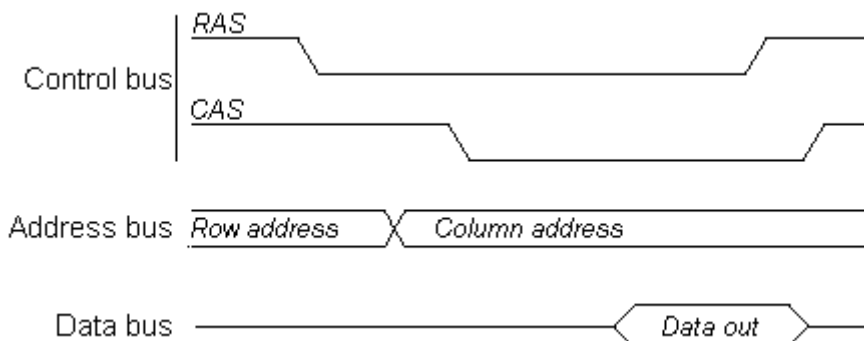 RAS
Control bus
CAS
Address bus Row address Column address
Data bus Data out